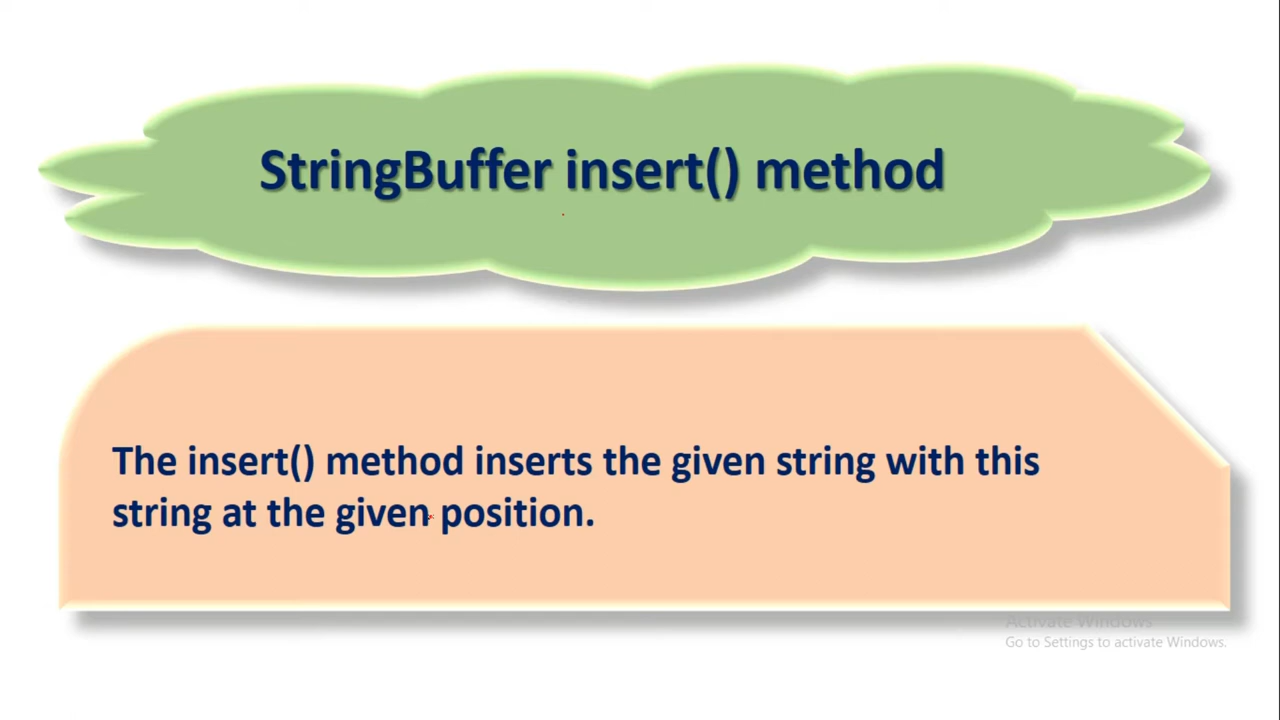 StringBuffer insert() method
The insert() method inserts the given string with this
string at the given position.
Activate Windows
Go to Settings to activate Windows.